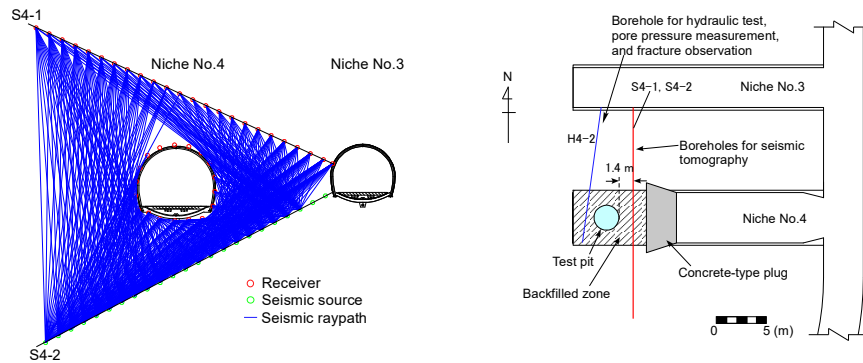 S4-1
Niche No.4
Niche No.3
Receiver
Seismic source
Seismic raypath
S4-2
Borehole for hydraulic test,
pore pressure measurement,
and fracture observation
N
S4-1, S4-2
Niche No.3
H4-2
Boreholes for seismic
tomography
1.4 m
Niche No.4
Test pit
Concrete-type plug
Backfilled zone
0 5 (m)